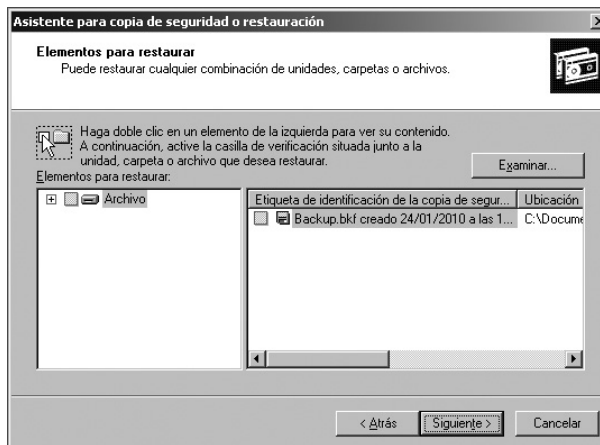 Asistente para copia de seguridad o restauración
Elementos para restaurar
Puede restaurar cualquier combinación de unidades, carpetas o archivos.
Haga doble clic en un elemento de la izquierda para ver su contenido.
A continuación, active la casilla de verificación situada junto a la
unidad, carpeta o archivo que desea restaurar.
Examinar...
Elementos para restaurar:
Archivo
Etiqueta de identificación de la copia de segur... Ubicación
Backup.bkf creado 24/01/2010 a las 1... C:\Docume
< Atrás Siguiente > Cancelar